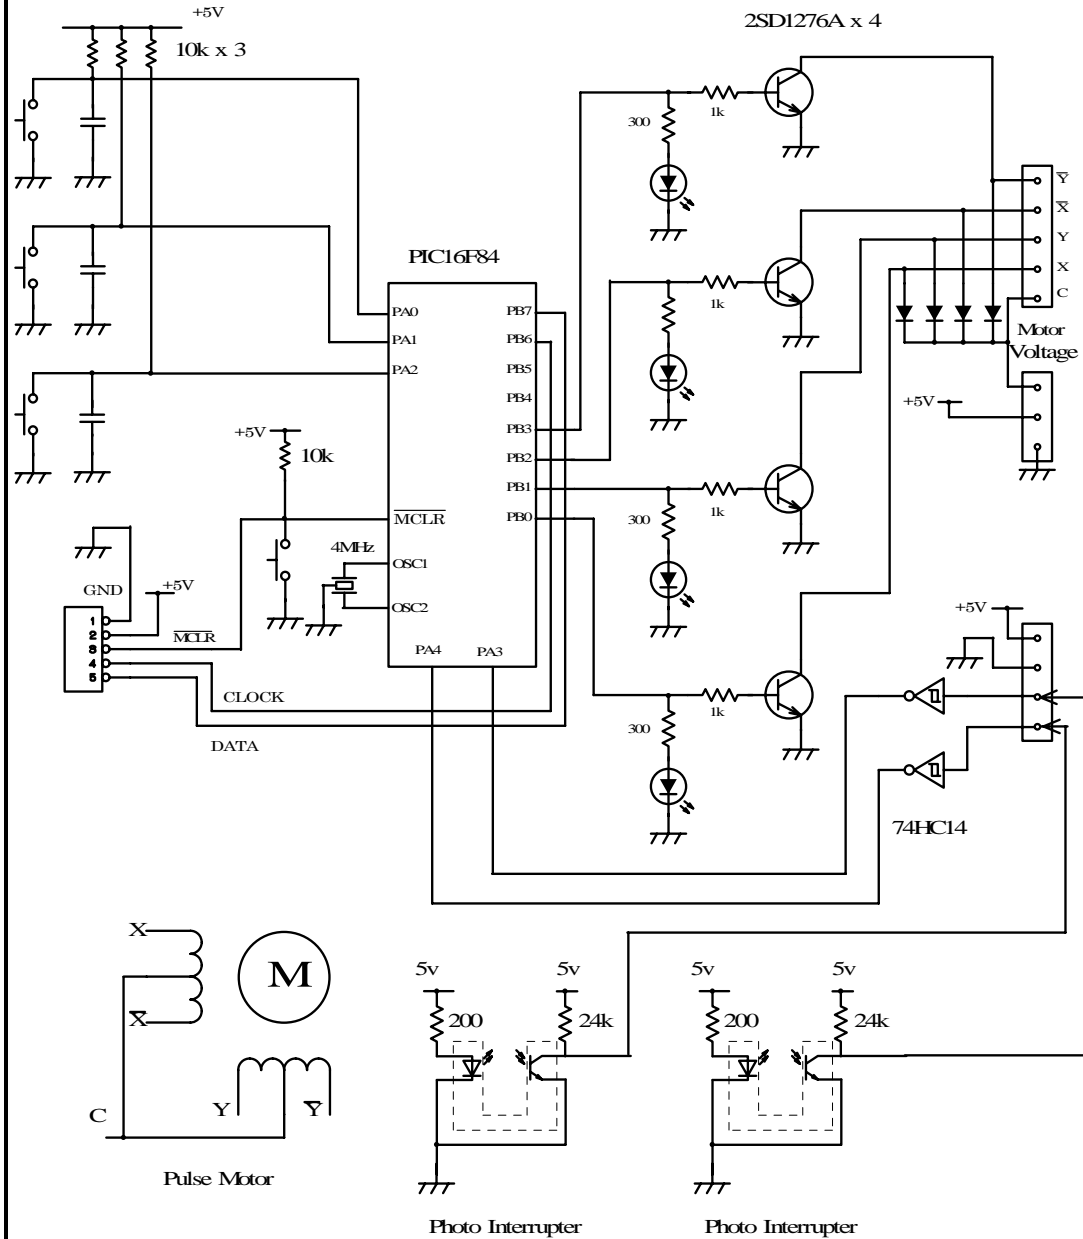 +5V
2SD1276A x 4
10k x 3
300
1k
Y̅
X̅
Y
X
C
PIC16F84
1k
PA0
PB7
Motor
Voltage
PA1
PB6
PA2
PB5
PB4
+5V
+5V
PB3
10k
PB2
PB1
1k
M̅C̅L̅R̅
PB0
300
4MHz
OSC1
GND
+5V
OSC2
+5V
1
2
3
4
5
M̅C̅L̅R̅
PA4
PA3
CLOCK
1k
DATA
300
74HC14
X
M
X̅
5v
5v
5v
5v
200
24k
200
24k
C
Y
Y̅
Pulse Motor
Photo Interrupter
Photo Interrupter